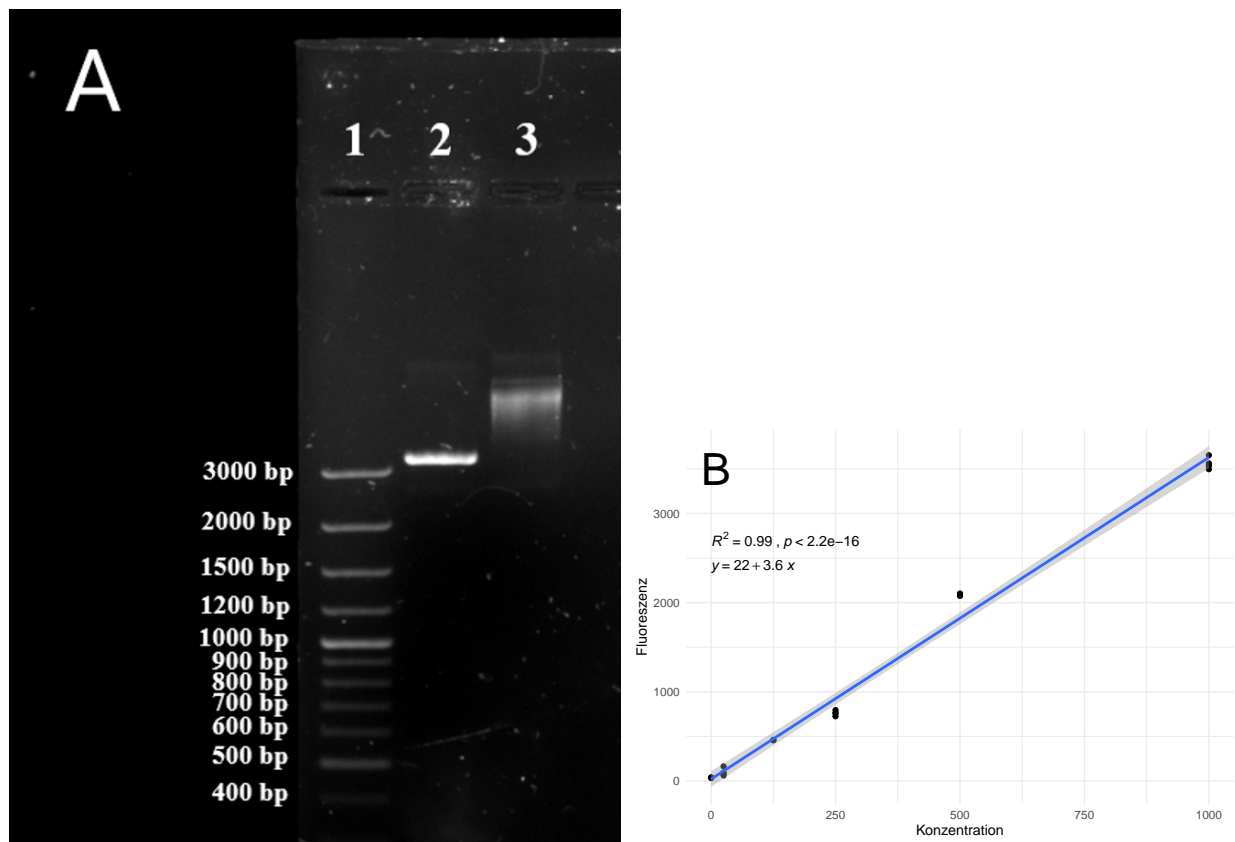 A
1 2 3
3000 bp
2000 bp
1500 bp
1200 bp
1000 bp
900 bp
800 bp
700 bp
600 bp
500 bp
400 bp
B
R² = 0.99 , p < 2.2e−16
y = 22 + 3.6 x
Fluoreszenz
3000
2000
1000
0
0 250 500 750 1000
Konzentration